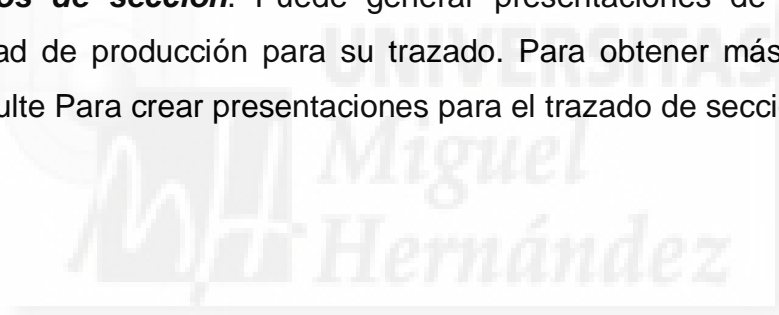 os de sección. Puede generar presentaciones de
ad de producción para su trazado. Para obtener más
ulte Para crear presentaciones para el trazado de secci
UNIVERSITAS
Miguel
Hernández